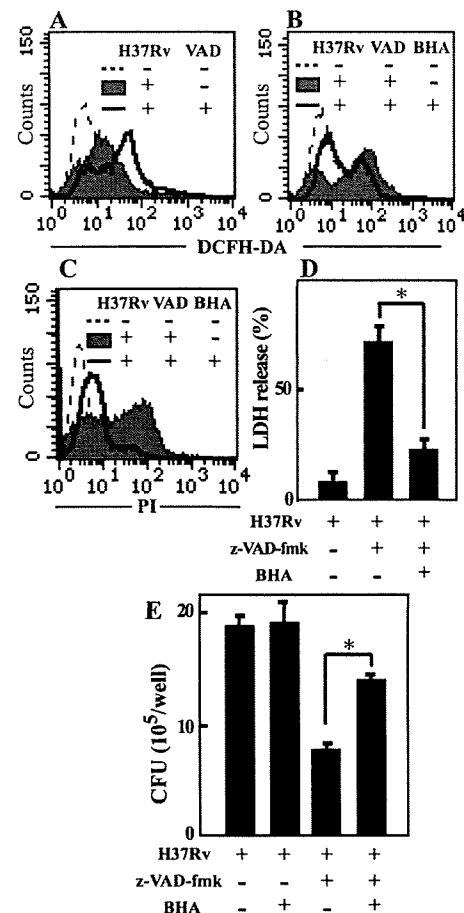 A
150
Counts
0
H37Rv VAD
- -
+ -
+ +
10^0 10^1 10^2 10^3 10^4
B
150
Counts
0
H37Rv VAD BHA
- - -
+ + -
+ + +
10^0 10^1 10^2 10^3 10^4
DCFH-DA
C
150
Counts
0
H37Rv VAD BHA
- - -
+ + -
+ + +
10^0 10^1 10^2 10^3 10^4
PI
D
LDH release (%)
50
0
*
H37Rv + + +
z-VAD-fmk - + +
BHA - - +
E
CFU (10^5/well)
20
10
0
*
H37Rv + + + +
z-VAD-fmk - - + +
BHA - + - +